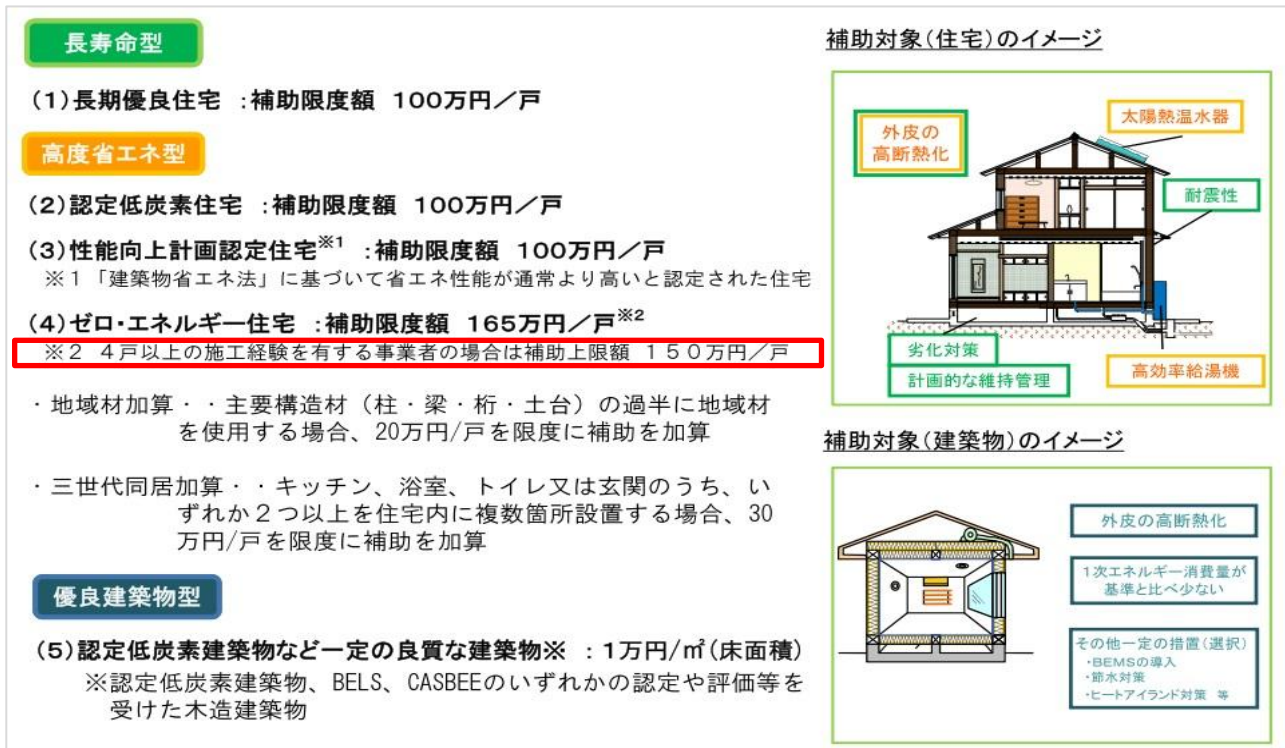 長寿命型
(1)長期優良住宅 :補助限度額 100万円/戸
高度省エネ型
(2)認定低炭素住宅 :補助限度額 100万円/戸
(3)性能向上計画認定住宅※1 :補助限度額 100万円/戸
※1「建築物省エネ法」に基づいて省エネ性能が通常より高いと認定された住宅
(4)ゼロ・エネルギー住宅 :補助限度額 165万円/戸※2
※2 4戸以上の施工経験を有する事業者の場合は補助上限額 150万円/戸
・地域材加算・・主要構造材(柱・梁・桁・土台)の過半に地域材
を使用する場合、20万円/戸を限度に補助を加算
・三世代同居加算・・キッチン、浴室、トイレ又は玄関のうち、い
ずれか2つ以上を住宅内に複数箇所設置する場合、30
万円/戸を限度に補助を加算
優良建築物型
(5)認定低炭素建築物など一定の良質な建築物※ :1万円/㎡(床面積)
※認定低炭素建築物、BELS、CASBEEのいずれかの認定や評価等を
受けた木造建築物
補助対象(住宅)のイメージ
外皮の
高断熱化
太陽熱温水器
耐震性
劣化対策
計画的な維持管理
高効率給湯機
補助対象(建築物)のイメージ
外皮の高断熱化
1次エネルギー消費量が
基準と比べ少ない
その他一定の措置(選択)
・BEMSの導入
・節水対策
・ヒートアイランド対策 等